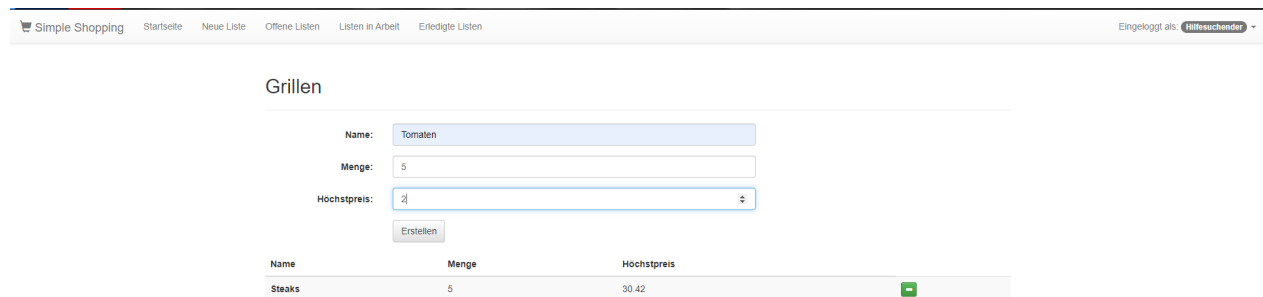 Simple Shopping Startseite Neue Liste Offene Listen Listen in Arbeit Erledigte Listen Eingeloggt als: Hilfesuchender
Grillen
Name: Tomaten
Menge: 5
Höchstpreis: 2
Erstellen
Name Menge Höchstpreis
Steaks 5 30.42